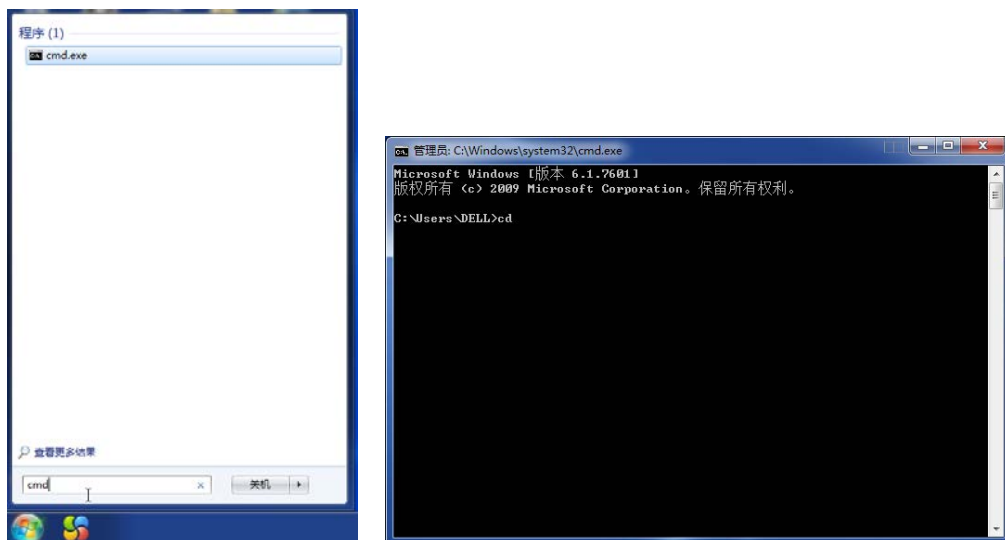 程序 (1)
cmd.exe
查看更多结果
cmd
关机
管理员: C:\Windows\system32\cmd.exe
Microsoft Windows [版本 6.1.7601]
版权所有 (c) 2009 Microsoft Corporation。保留所有权利。
C:\Users\DELL>cd